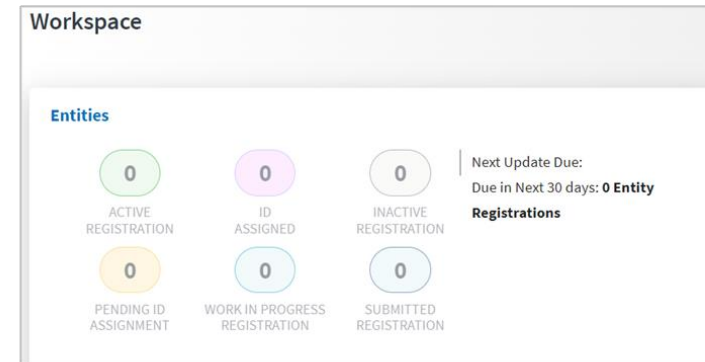 Workspace
Entities
0
0
0
ACTIVE
REGISTRATION
ID
ASSIGNED
INACTIVE
REGISTRATION
0
0
0
PENDING ID
ASSIGNMENT
WORK IN PROGRESS
REGISTRATION
SUBMITTED
REGISTRATION
Next Update Due:
Due in Next 30 days: 0 Entity
Registrations